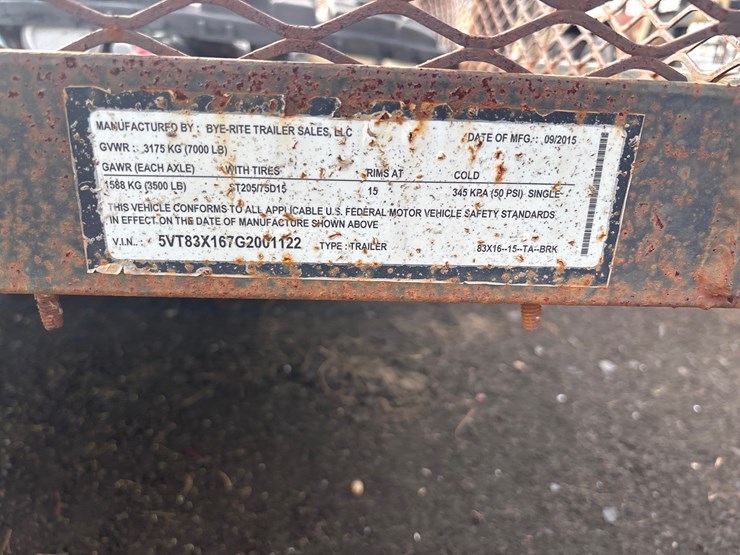 MANUFACTURED BY : BYE-RITE TRAILER SALES, LLC DATE OF MFG.: 09/2015
GVWR : 3175 KG (7000 LB)
GAWR (EACH AXLE) WITH TIRES RIMS AT COLD
1588 KG (3500 LB) ST205/75D15 15 345 KPA (50 PSI) SINGLE
THIS VEHICLE CONFORMS TO ALL APPLICABLE U.S. FEDERAL MOTOR VEHICLE SAFETY STANDARDS
IN EFFECT ON THE DATE OF MANUFACTURE SHOWN ABOVE
V.I.N.: 5VT83X167G2001122 TYPE : TRAILER 83X16--15--TA--BRK